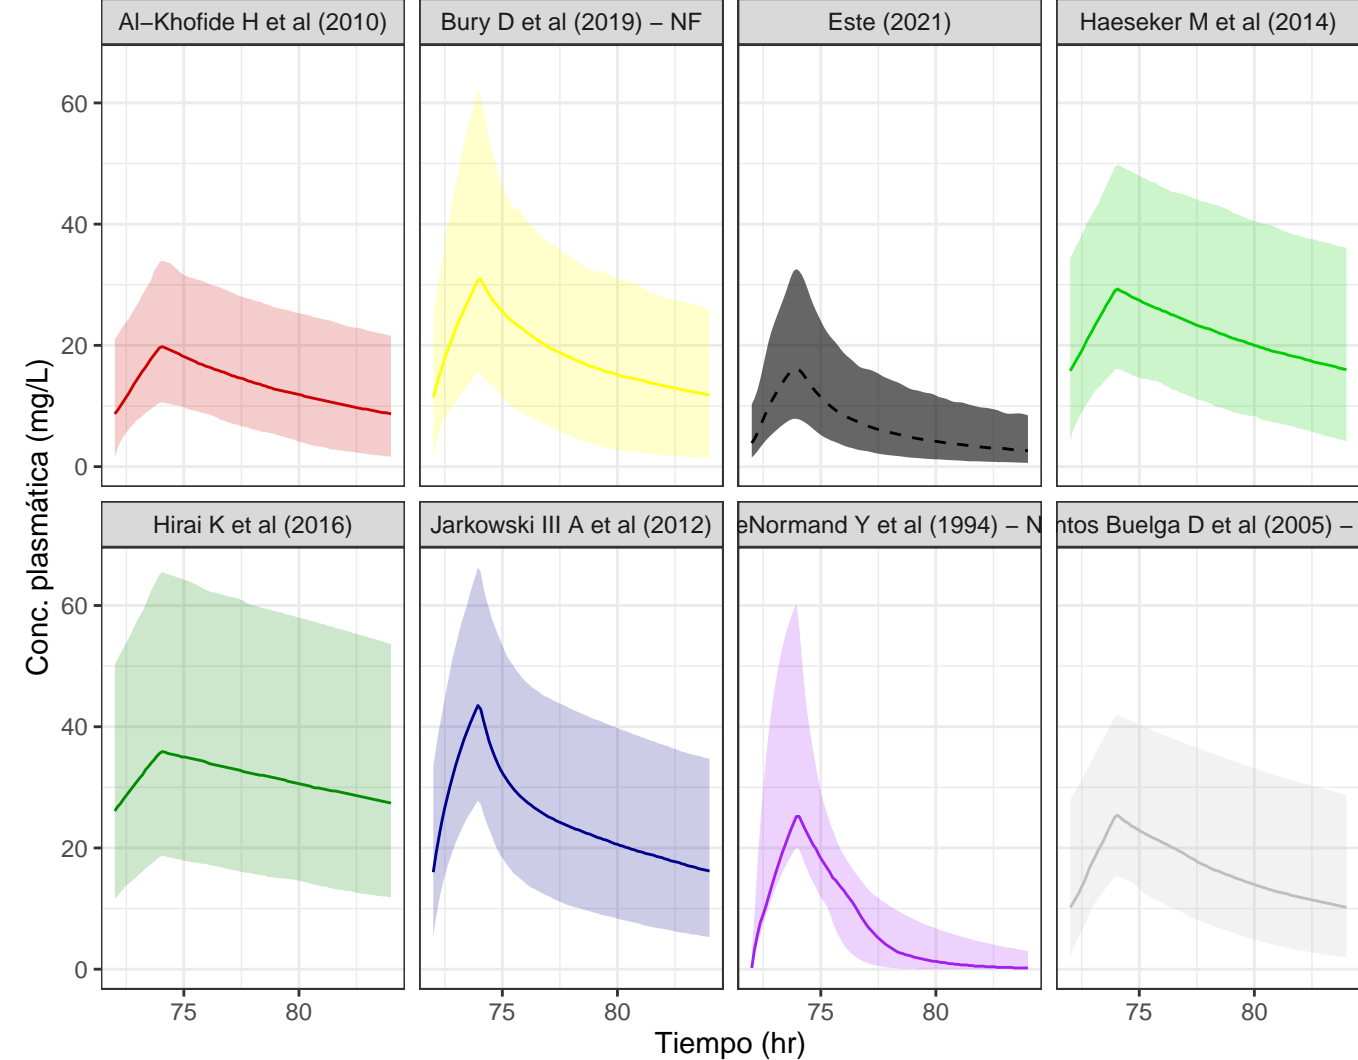 Al−Khofide H et al (2010)
Bury D et al (2019) − NF
Este (2021)
Haeseker M et al (2014)
60
40
20
0
Conc. plasmática (mg/L)
Hirai K et al (2016)
Jarkowski III A et al (2012)
eNormand Y et al (1994) − N
ntos Buelga D et al (2005) −
60
40
20
0
75 80
75 80
75 80
75 80
Tiempo (hr)